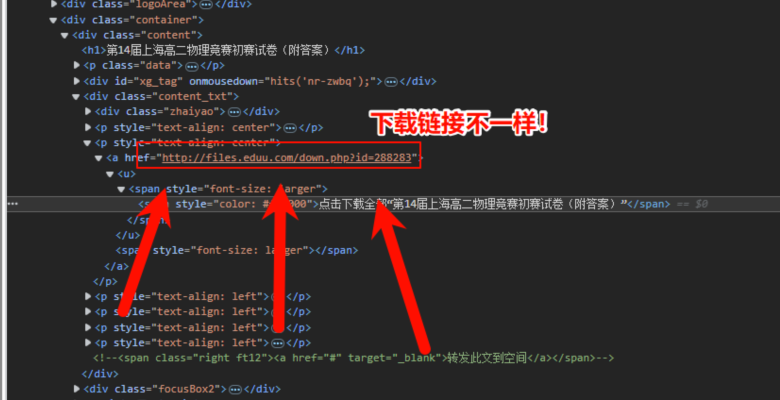 <div class="logoArea"> </div>
<div class="container">
<div class="content">
<h1>第14届上海高二物理竞赛初赛试卷（附答案）</h1>
<p class="data"> </p>
<div id="xg_tag" onmousedown="hits('nr-zwbq');"> </div>
<div class="content_txt">
下载链接不一样！
<div class="zhaiyao"> </div>
<p style="text-align: center"> </p>
<p style="text-align: center">
<a href="http://files.eduu.com/down.php?id=288283">
<u>
<span style="font-size: larger">
style="color: 点击下载全部“第14届上海高二物理竞赛初赛试卷（附答案）”</span> == $0
</u>
<span style="font-size: larger"></span>
</a>
</p>
<p style="text-align: left"> </p>
<p style="text-align: left"> </p>
<p style="text-align: left"> </p>
<p style="text-align: left"> </p>
<!--<span class="right ft12"><a href="#" target="_blank">转发此文到空间</a></span>-->
</div>
<div class="focusBox2"> </div>